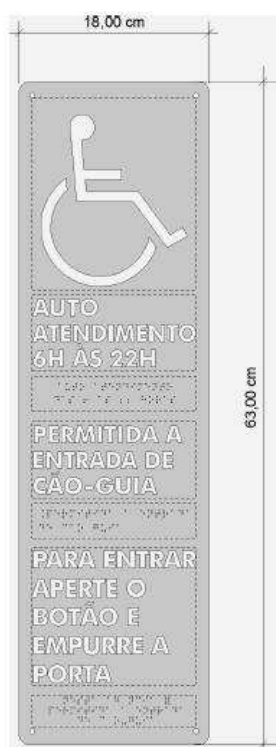 18,00 cm
AUTO
ATENDIMENTO
6H ÀS 22H
PERMITIDA A
ENTRADA DE
CÃO-GUIA
PARA ENTRAR
APERTE O
BOTÃO E
EMPURRE A
PORTA
63,00 cm